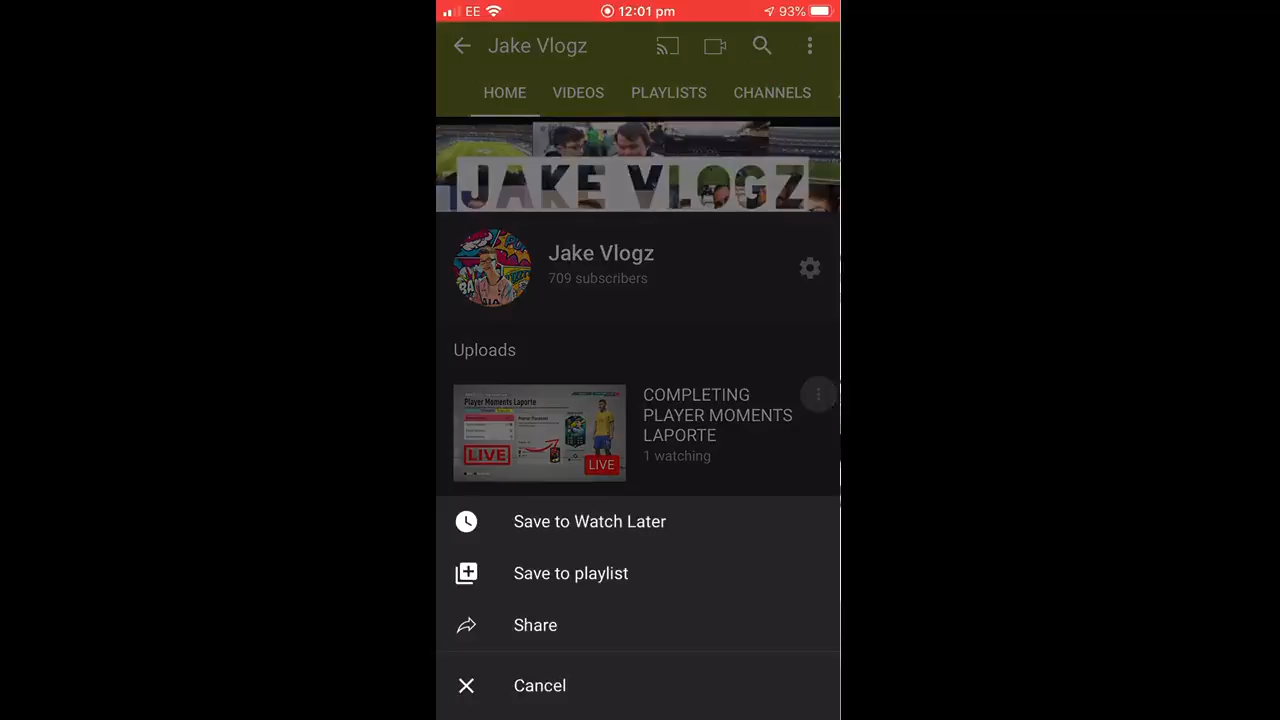 EE 12:01 pm 93%
Jake Vlogz
HOME VIDEOS PLAYLISTS CHANNELS
JAKE VLOGZ
Jake Vlogz
709 subscribers
Uploads
Player Moments Laporte
LIVE
LIVE
COMPLETING
PLAYER MOMENTS
LAPORTE
1 watching
Save to Watch Later
Save to playlist
Share
Cancel